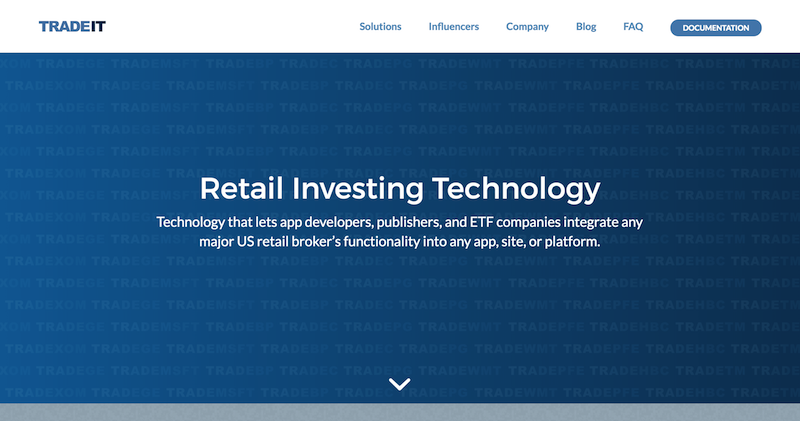 TRADEIT
Solutions
Influencers
Company
Blog
FAQ
DOCUMENTATION
Retail Investing Technology
Technology that lets app developers, publishers, and ETF companies integrate any
major US retail broker's functionality into any app, site, or platform.